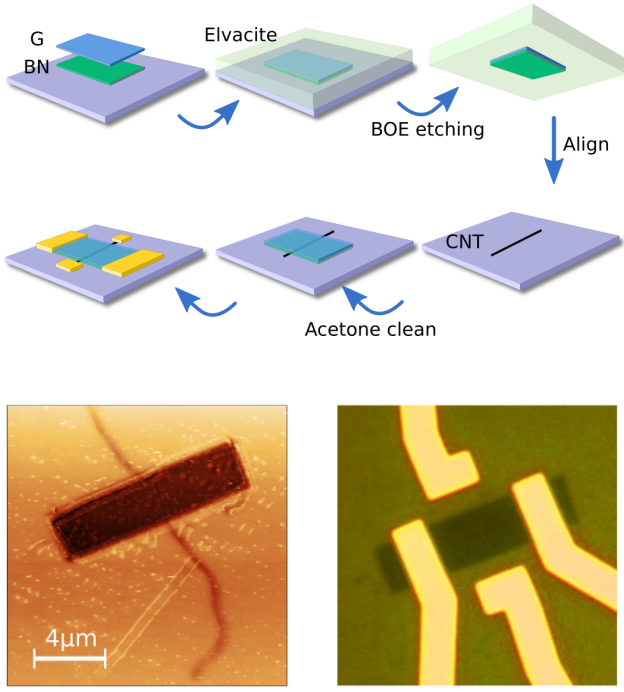 G
BN
Elvacite
BOE etching
Align
CNT
Acetone clean
4μm